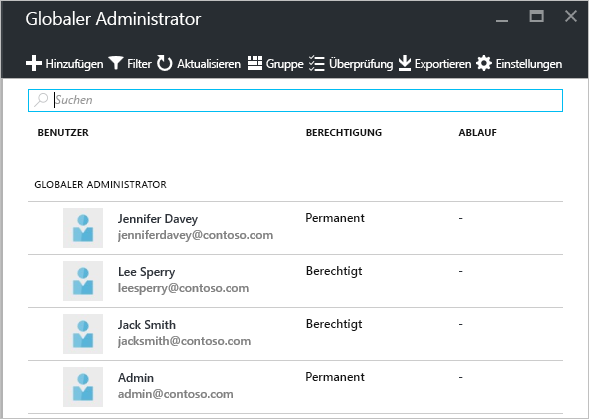 Globaler Administrator
Hinzufügen Filter Aktualisieren Gruppe Überprüfung Exportieren Einstellungen
Suchen
BENUTZER BERECHTIGUNG ABLAUF
GLOBALER ADMINISTRATOR
Jennifer Davey Permanent -
jenniferdavey@contoso.com
Lee Sperry Berechtigt -
leesperry@contoso.com
Jack Smith Berechtigt -
jacksmith@contoso.com
Admin Permanent -
admin@contoso.com